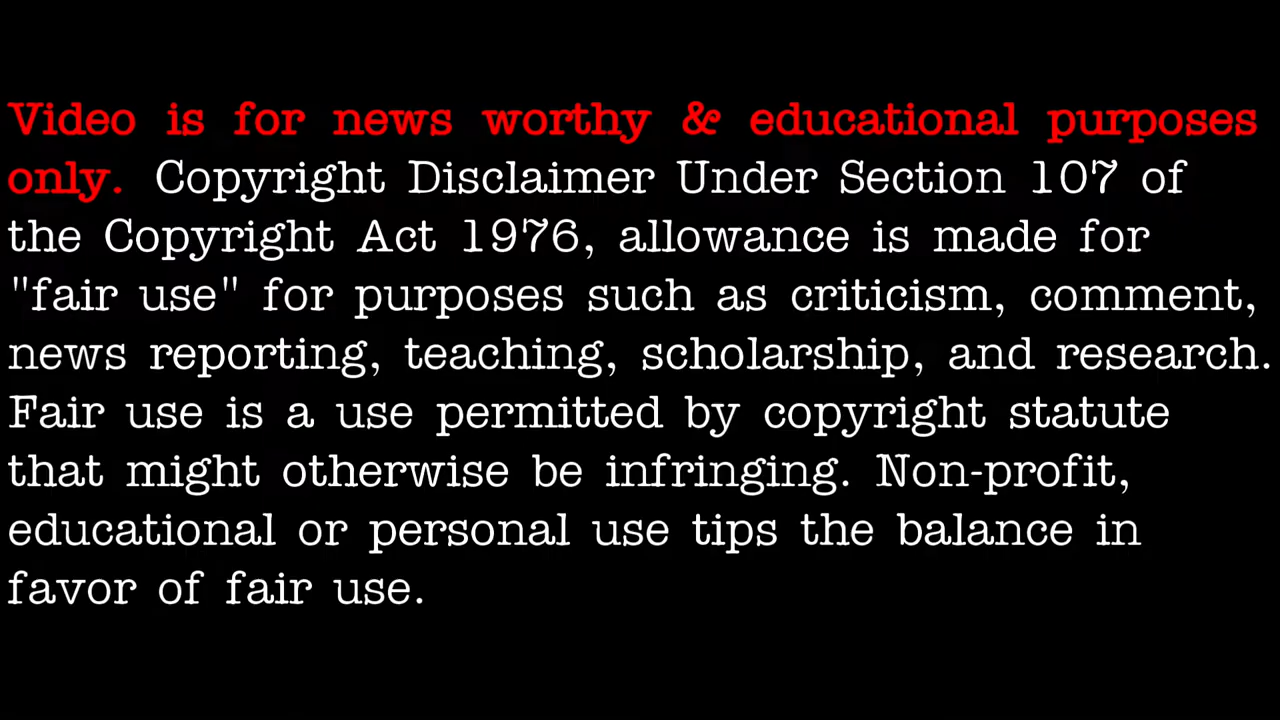 Video is for news worthy & educational purposes
only. Copyright Disclaimer Under Section 107 of
the Copyright Act 1976, allowance is made for
"fair use" for purposes such as criticism, comment,
news reporting, teaching, scholarship, and research.
Fair use is a use permitted by copyright statute
that might otherwise be infringing. Non-profit,
educational or personal use tips the balance in
favor of fair use.